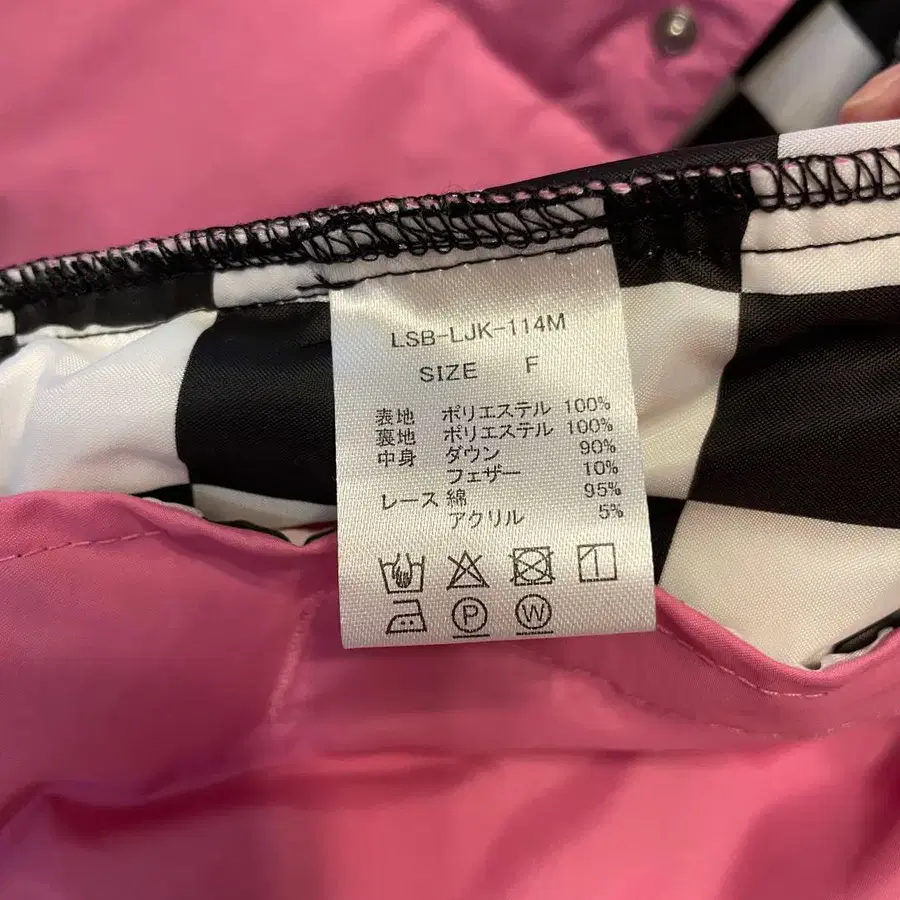 LSB-LJK-114M
SIZE F
表地 ポリエステル 100%
裏地 ポリエステル 100%
中身 ダウン 90%
フェザー 10%
レース 綿 95%
アクリル 5%
P W